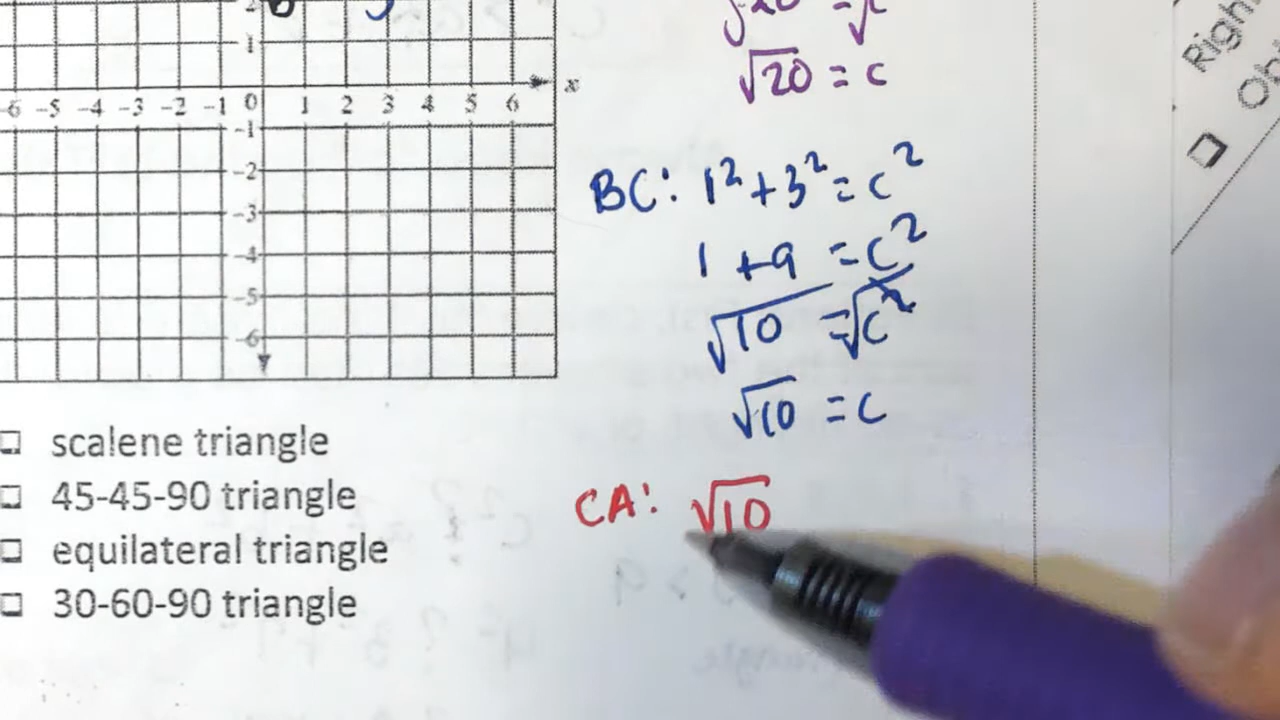 2
1
x
-6 -5 -4 -3 -2 -1 0 1 2 3 4 5 6
-1
-2
-3
-4
-5
-6
□ scalene triangle
□ 45-45-90 triangle
□ equilateral triangle
□ 30-60-90 triangle
√20 = c
BC: 1² + 3² = c²
1 + 9 = c²
√10 = √c²
√10 = c
CA: √10
Right